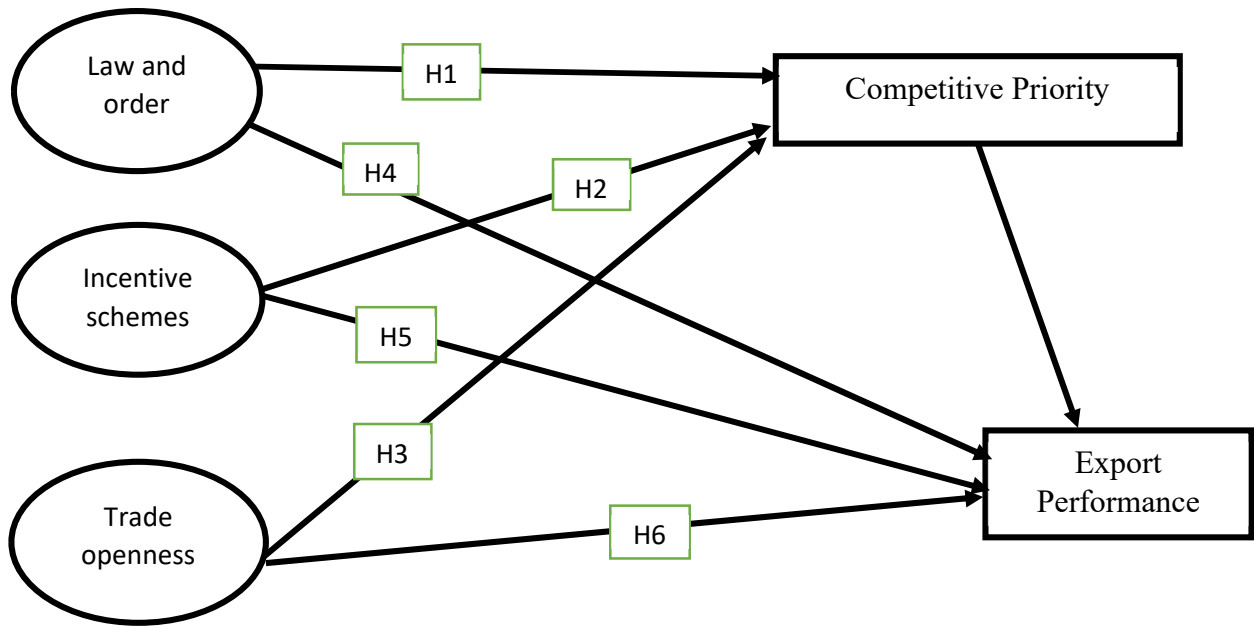 Law and
order
H1
Competitive Priority
H4
H2
Incentive
schemes
H5
H3
Export
Performance
Trade
openness
H6